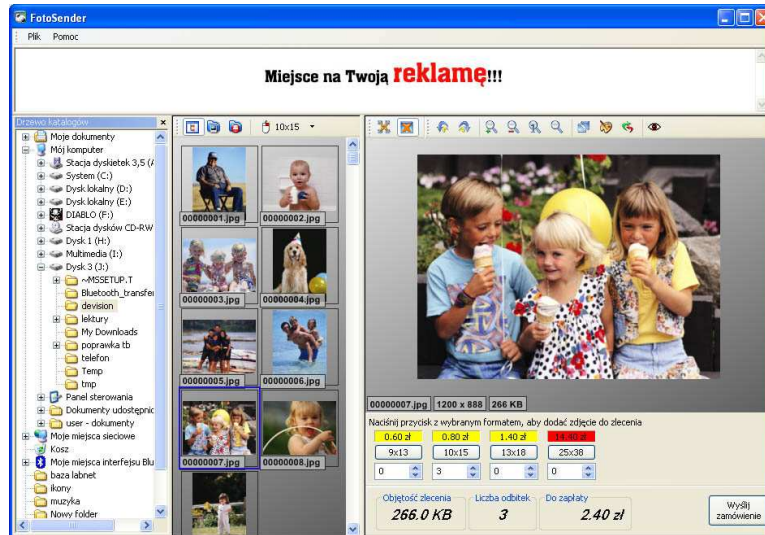 FotoSender
Plik Pomoc
Miejsce na Twoją reklamę!!!
Drzewo katalogów
Moje dokumenty
Mój komputer
Stacja dyskietek 3,5 (A
System (C:)
Dysk lokalny (D:)
Dysk lokalny (E:)
DIABLO (F:)
Stacja dysków CD-RW
Dysk 1 (H:)
Multimedia (I:)
Dysk 3 (J:)
~MSSETUP.T
Bluetooth_transfe
devision
lektury
My Downloads
poprawka tb
telefon
Temp
tmp
Panel sterowania
Dokumenty udostępnio
user - dokumenty
Moje miejsca sieciowe
Kosz
Moje miejsca interfejsu Blu
baza labnet
ikony
muzyka
Nowy folder
10x15
00000001.jpg 00000002.jpg
00000003.jpg 00000004.jpg
00000005.jpg 00000006.jpg
00000007.jpg 00000008.jpg
00000007.jpg 1200 x 888 266 KB
Naciśnij przycisk z wybranym formatem, aby dodać zdjęcie do zlecenia
0.60 zł 0.80 zł 1.40 zł 14.40 zł
9x13 10x15 13x18 25x38
0 3 0 0
Objętość zlecenia Liczba odbitek Do zapłaty
266.0 KB 3 2.40 zł
Wyślij
zamówienie